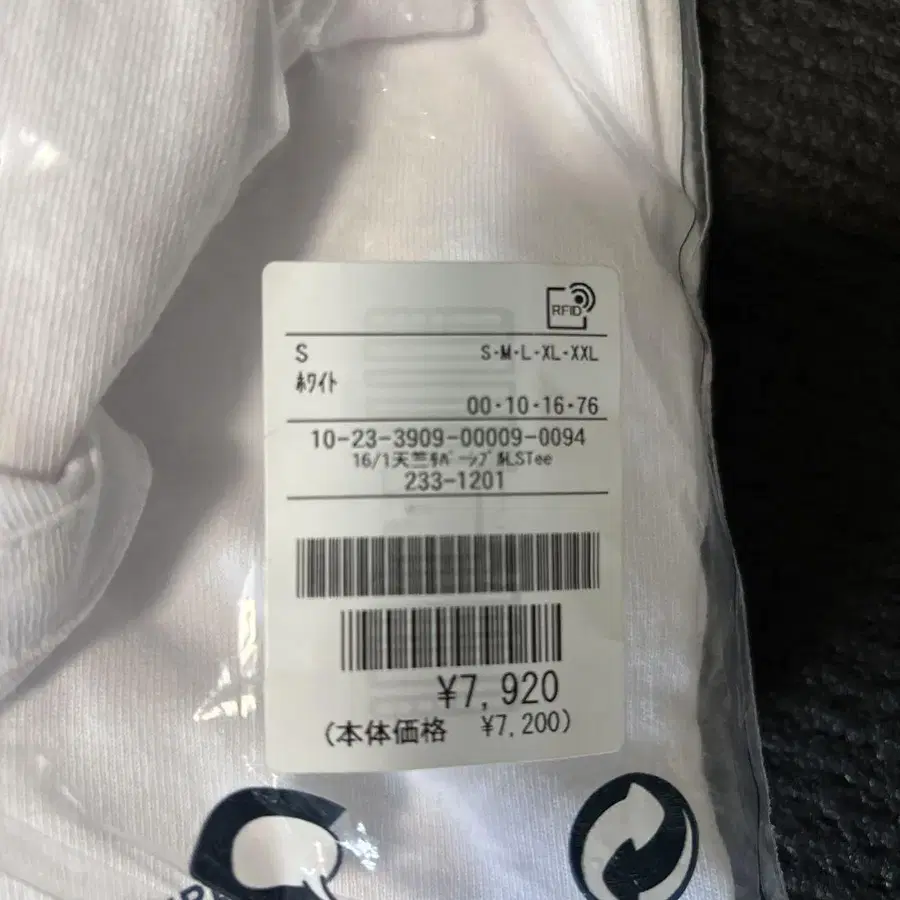 RFID
S S・M・L・XL・XXL
ﾎﾜｲﾄ
00・10・16・76
10-23-3909-00009-0094
16/1天竺ﾘﾊﾞｰｼﾌﾞﾙLSTee
233-1201
¥7,920
(本体価格 ¥7,200)